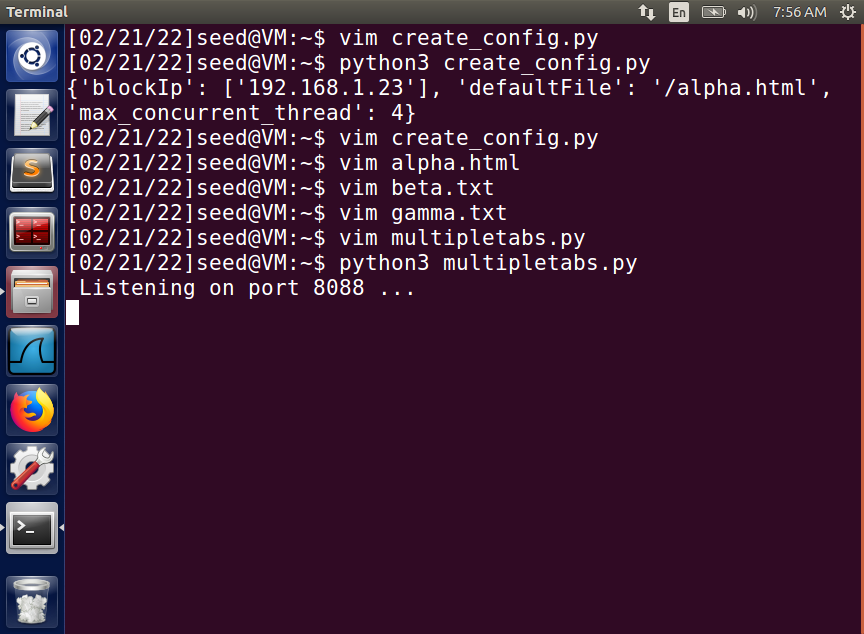 Terminal
En
7:56 AM
[02/21/22]seed@VM:~$ vim create_config.py
[02/21/22]seed@VM:~$ python3 create_config.py
{'blockIp': ['192.168.1.23'], 'defaultFile': '/alpha.html',
'max_concurrent_thread': 4}
[02/21/22]seed@VM:~$ vim create_config.py
[02/21/22]seed@VM:~$ vim alpha.html
[02/21/22]seed@VM:~$ vim beta.txt
[02/21/22]seed@VM:~$ vim gamma.txt
[02/21/22]seed@VM:~$ vim multipletabs.py
[02/21/22]seed@VM:~$ python3 multipletabs.py
 Listening on port 8088 ...